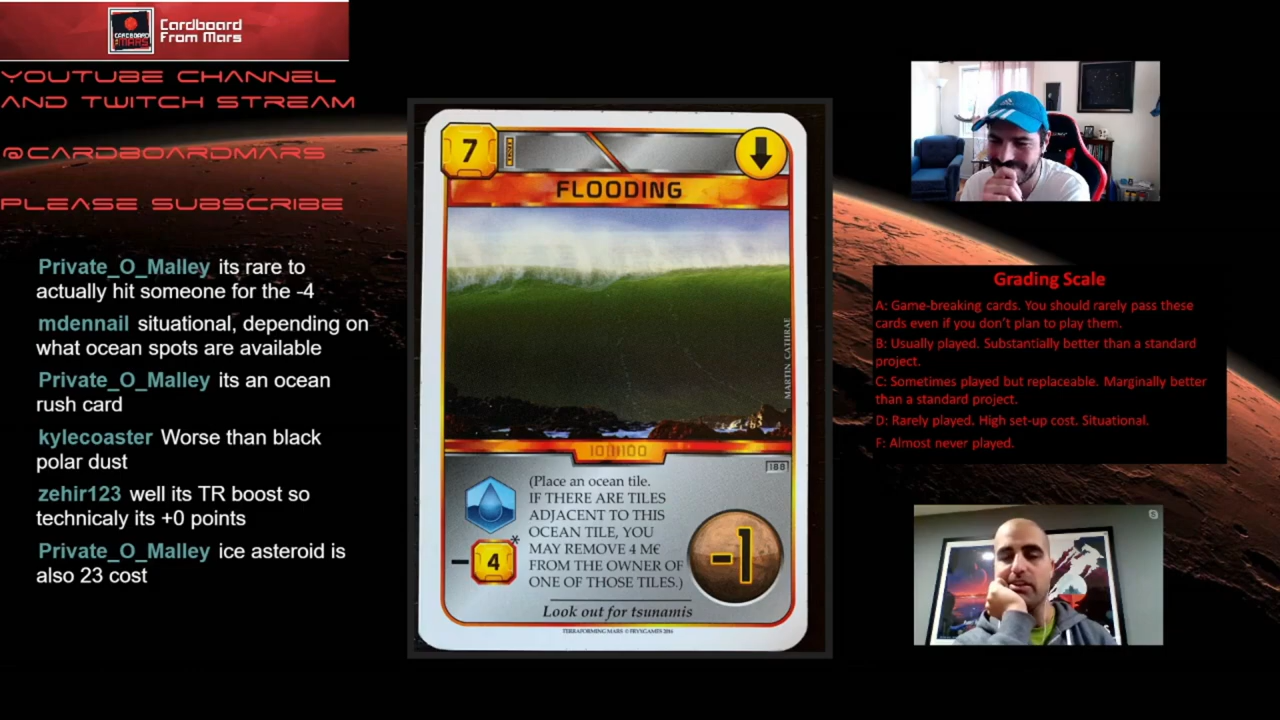 Cardboard
From Mars
YOUTUBE CHANNEL
AND TWITCH STREAM
@CARDBOARDMARS
PLEASE SUBSCRIBE
Private_O_Malley its rare to
actually hit someone for the -4
mdennail situational, depending on
what ocean spots are available
Private_O_Malley its an ocean
rush card
kylecoaster Worse than black
polar dust
zehir123 well its TR boost so
technicaly its +0 points
Private_O_Malley ice asteroid is
also 23 cost
7
FLOODING
MARTIN CATHRAE
188
(Place an ocean tile.
IF THERE ARE TILES
ADJACENT TO THIS
OCEAN TILE, YOU
MAY REMOVE 4 M€
FROM THE OWNER OF
ONE OF THOSE TILES.)
- 4 *
-1
Look out for tsunamis
TERRAFORMING MARS © FRYXGAMES 2016
Grading Scale
A: Game-breaking cards. You should rarely pass these
cards even if you don't plan to play them.
B: Usually played. Substantially better than a standard
project.
C: Sometimes played but replaceable. Marginally better
than a standard project.
D: Rarely played. High set-up cost. Situational.
F: Almost never played.